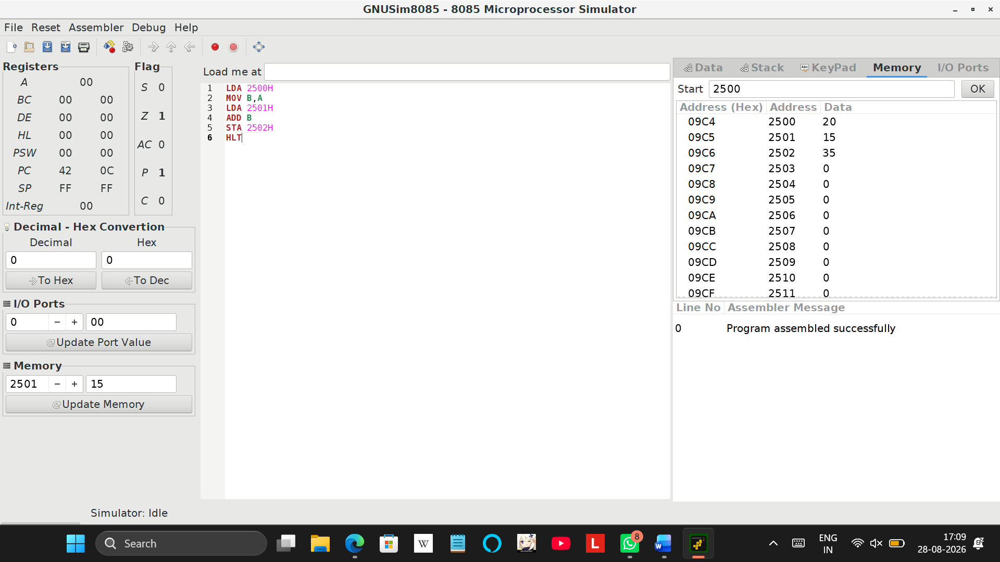 GNUSim8085 - 8085 Microprocessor Simulator
File Reset Assembler Debug Help
Registers
A 00
BC 00 00
DE 00 00
HL 00 00
PSW 00 00
PC 42 0C
SP FF FF
Int-Reg 00
Flag
S 0
Z 1
AC 0
P 1
C 0
Decimal - Hex Convertion
Decimal Hex
0 0
To Hex To Dec
I/O Ports
0 − + 00
Update Port Value
Memory
2501 − + 15
Update Memory
Load me at
1 LDA 2500H
2 MOV B,A
3 LDA 2501H
4 ADD B
5 STA 2502H
6 HLT
Data Stack Abc KeyPad Memory I/O Ports
Start 2500 OK
Address (Hex) Address Data
09C4 2500 20
09C5 2501 15
09C6 2502 35
09C7 2503 0
09C8 2504 0
09C9 2505 0
09CA 2506 0
09CB 2507 0
09CC 2508 0
09CD 2509 0
09CE 2510 0
09CF 2511 0
Line No Assembler Message
0 Program assembled successfully
Simulator: Idle
Search
W
L
8
W
ENG
IN
17:09
28-08-2026